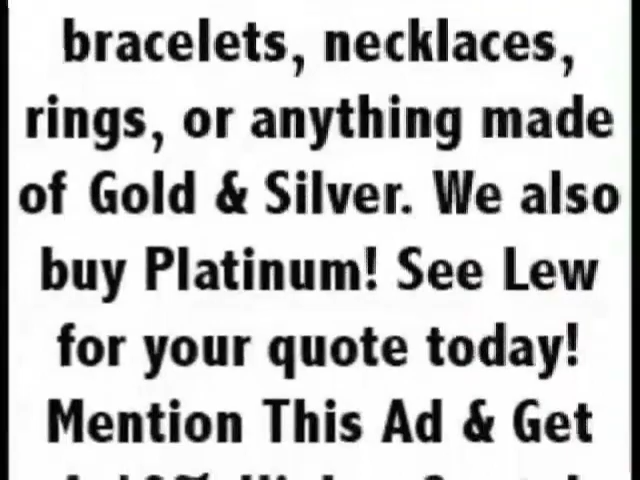 bracelets, necklaces,
rings, or anything made
of Gold & Silver. We also
buy Platinum! See Lew
for your quote today!
Mention This Ad & Get